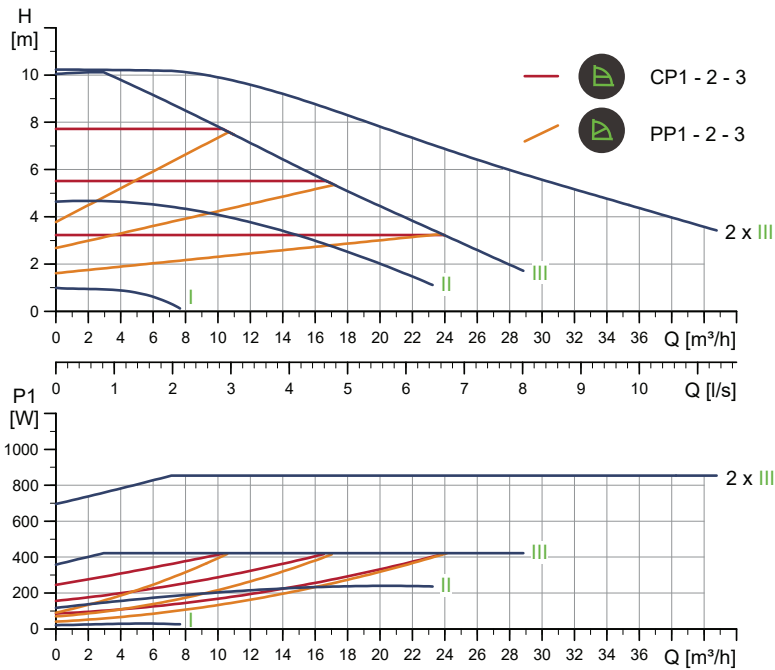 H
[m]
10
8
6
4
2
0
CP1 - 2 - 3
PP1 - 2 - 3
2 x III
III
II
I
0 2 4 6 8 10 12 14 16 18 20 22 24 26 28 30 32 34 36 Q [m³/h]
0 1 2 3 4 5 6 7 8 9 10 Q [l/s]
P1
[W]
1000
800
600
400
200
0
2 x III
III
II
I
0 2 4 6 8 10 12 14 16 18 20 22 24 26 28 30 32 34 36 Q [m³/h]